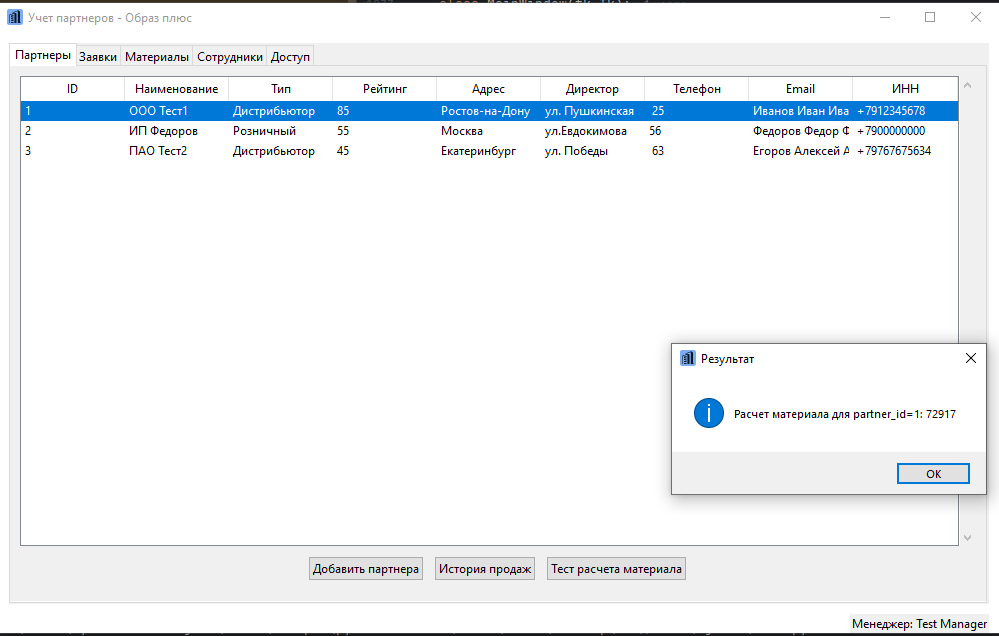 Учет партнеров - Образ плюс
Партнеры Заявки Материалы Сотрудники Доступ
ID Наименование Тип Рейтинг Адрес Директор Телефон Email ИНН
1 ООО Тест1 Дистрибьютор 85 Ростов-на-Дону ул. Пушкинская 25 Иванов Иван Ива +7912345678
2 ИП Федоров Розничный 55 Москва ул.Евдокимова 56 Федоров Федор Ф +7900000000
3 ПАО Тест2 Дистрибьютор 45 Екатеринбург ул. Победы 63 Егоров Алексей А +79767675634
Результат
Расчет материала для partner_id=1: 72917
OK
Добавить партнера История продаж Тест расчета материала
Менеджер: Test Manager